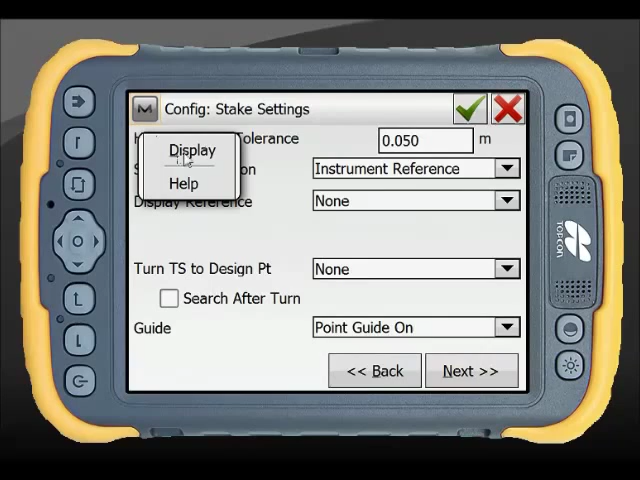 Config: Stake Settings
Tolerance
0.050
m
Display
on
Instrument Reference
Help
Display Reference
None
Turn TS to Design Pt
None
Search After Turn
Guide
Point Guide On
<< Back
Next >>
TOPCON